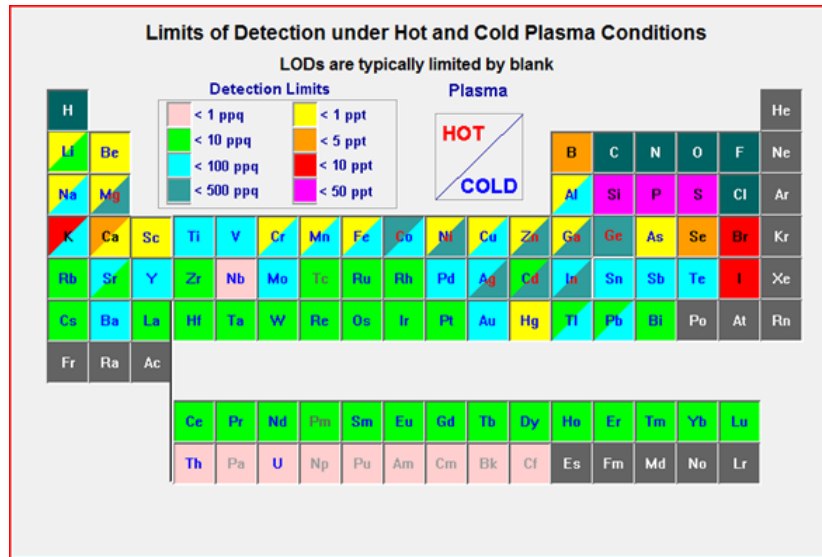 Limits of Detection under Hot and Cold Plasma Conditions
LODs are typically limited by blank
Detection Limits
Plasma
< 1 ppq < 1 ppt
< 10 ppq < 5 ppt
< 100 ppq < 10 ppt
< 500 ppq < 50 ppt
HOT
COLD
H He
Li Be B C N O F Ne
Na Mg Al Si P S Cl Ar
K Ca Sc Ti V Cr Mn Fe Co Ni Cu Zn Ga Ge As Se Br Kr
Rb Sr Y Zr Nb Mo Tc Ru Rh Pd Ag Cd In Sn Sb Te I Xe
Cs Ba La Hf Ta W Re Os Ir Pt Au Hg Tl Pb Bi Po At Rn
Fr Ra Ac
Ce Pr Nd Pm Sm Eu Gd Tb Dy Ho Er Tm Yb Lu
Th Pa U Np Pu Am Cm Bk Cf Es Fm Md No Lr